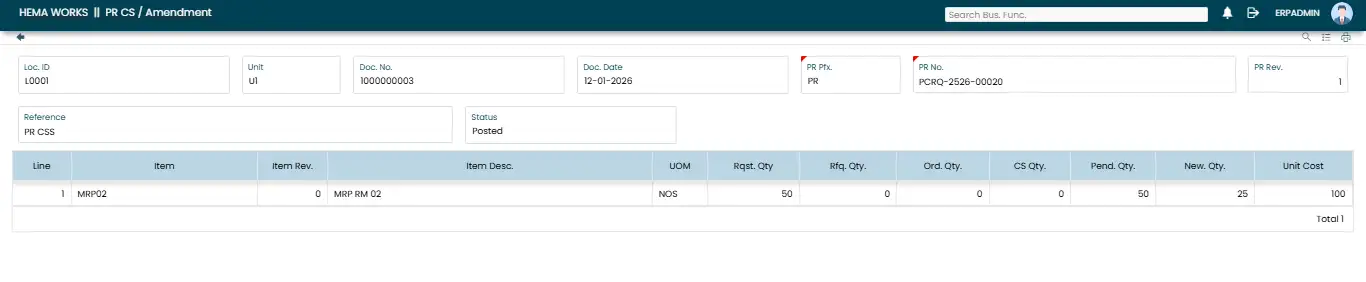 HEMA WORKS || PR CS / Amendment Search Bus. Func. ERPADMIN
Loc. ID Unit Doc. No. Doc. Date PR Pfx. PR No. PR Rev.
L0001 U1 1000000003 12-01-2026 PR PCRQ-2526-00020 1
Reference Status
PR CSS Posted
Line Item Item Rev. Item Desc. UOM Rqst. Qty Rfq. Qty. Ord. Qty. CS Qty. Pend. Qty. New. Qty. Unit Cost
1 MRP02 0 MRP RM 02 NOS 50 0 0 0 50 25 100
Total 1